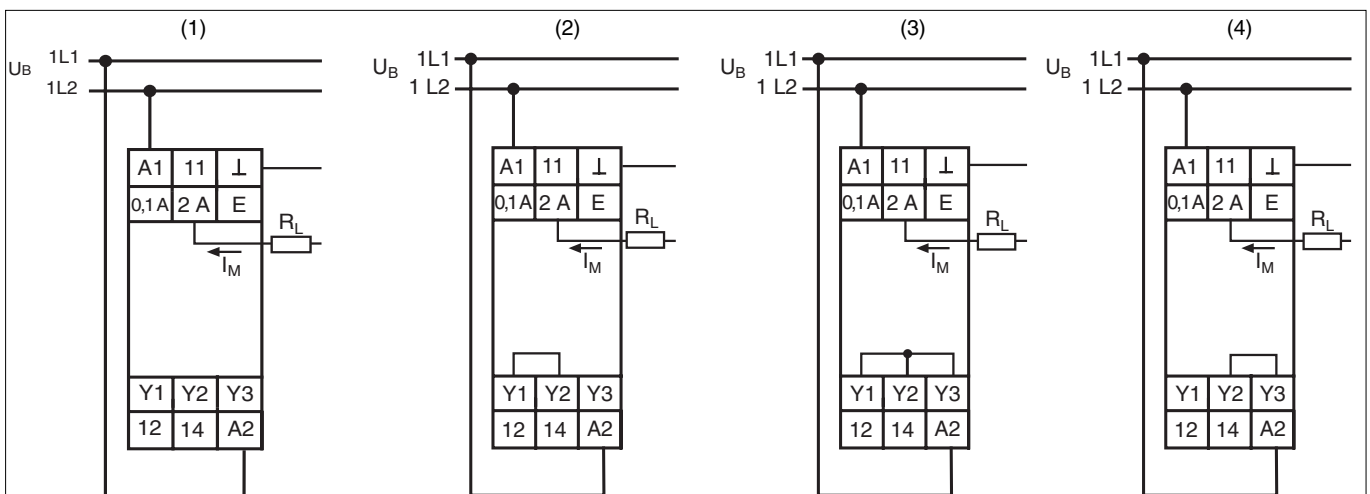 (1)
1L1
UB
1L2
A1 11 ⊥
0,1 A 2 A E
RL
IM
Y1 Y2 Y3
12 14 A2
(2)
1L1
UB
1 L2
A1 11 ⊥
0,1 A 2 A E
RL
IM
Y1 Y2 Y3
12 14 A2
(3)
1L1
UB
1 L2
A1 11 ⊥
0,1 A 2 A E
RL
IM
Y1 Y2 Y3
12 14 A2
(4)
1L1
UB
1 L2
A1 11 ⊥
0,1 A 2 A E
RL
IM
Y1 Y2 Y3
12 14 A2